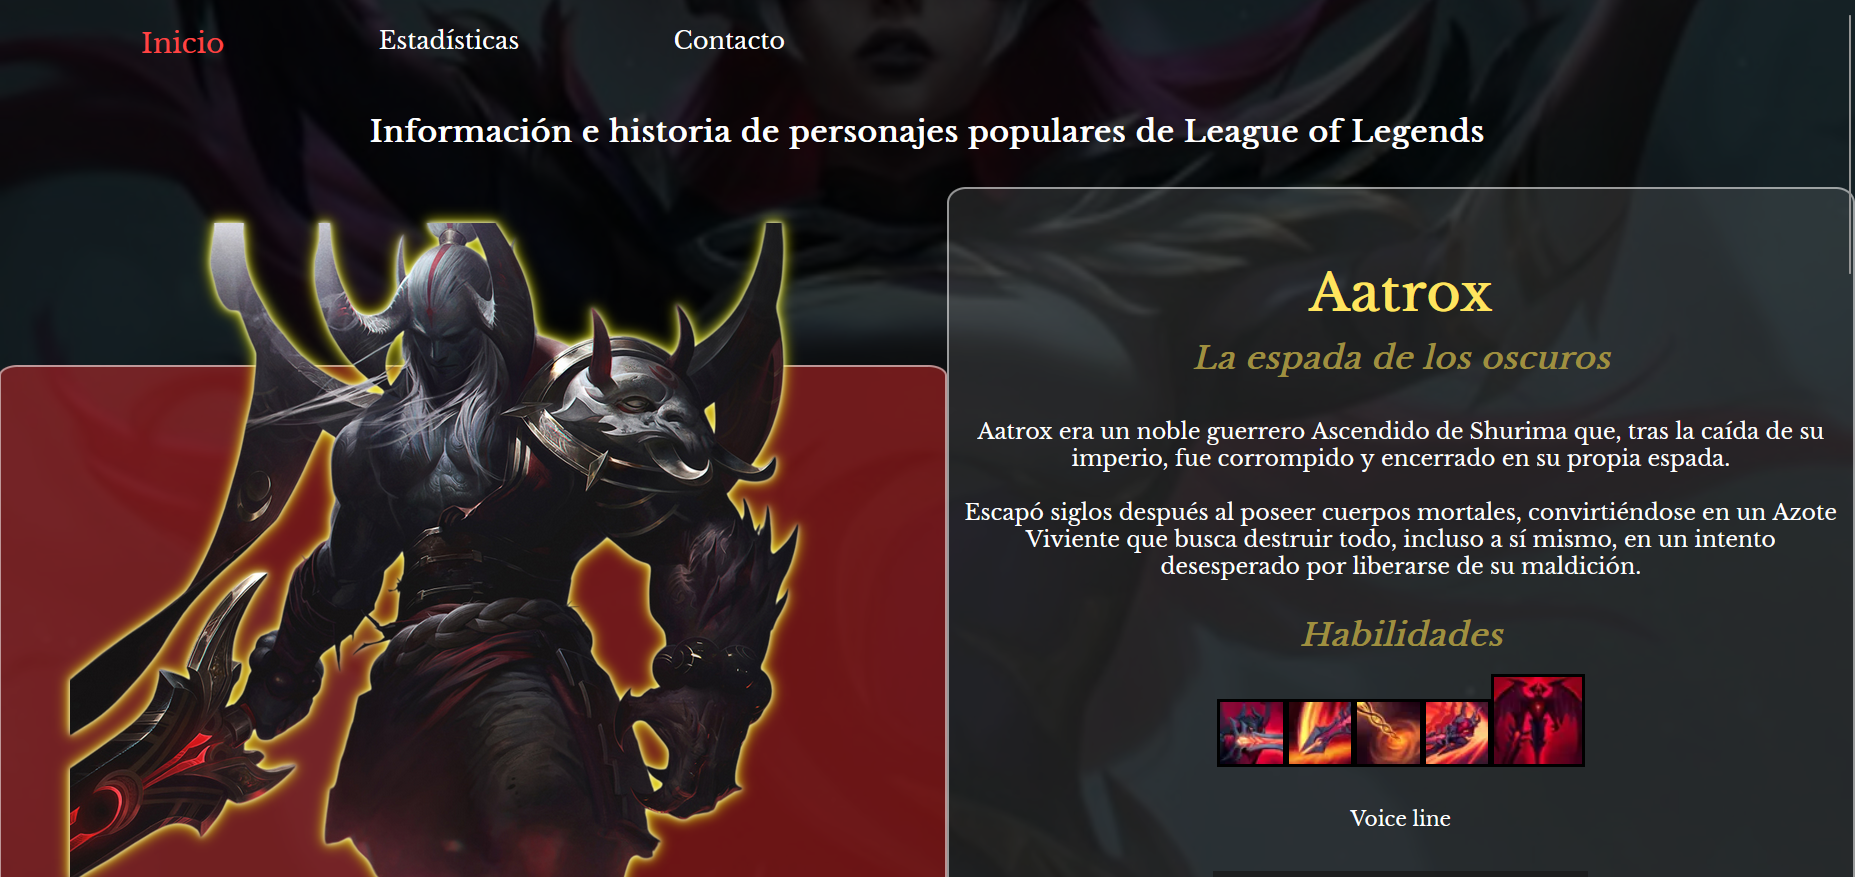 Inicio
Estadísticas
Contacto
Información e historia de personajes populares de League of Legends
Aatrox
La espada de los oscuros
Aatrox era un noble guerrero Ascendido de Shurima que, tras la caída de su
imperio, fue corrompido y encerrado en su propia espada.
Escapó siglos después al poseer cuerpos mortales, convirtiéndose en un Azote
Viviente que busca destruir todo, incluso a sí mismo, en un intento
desesperado por liberarse de su maldición.
Habilidades
Voice line